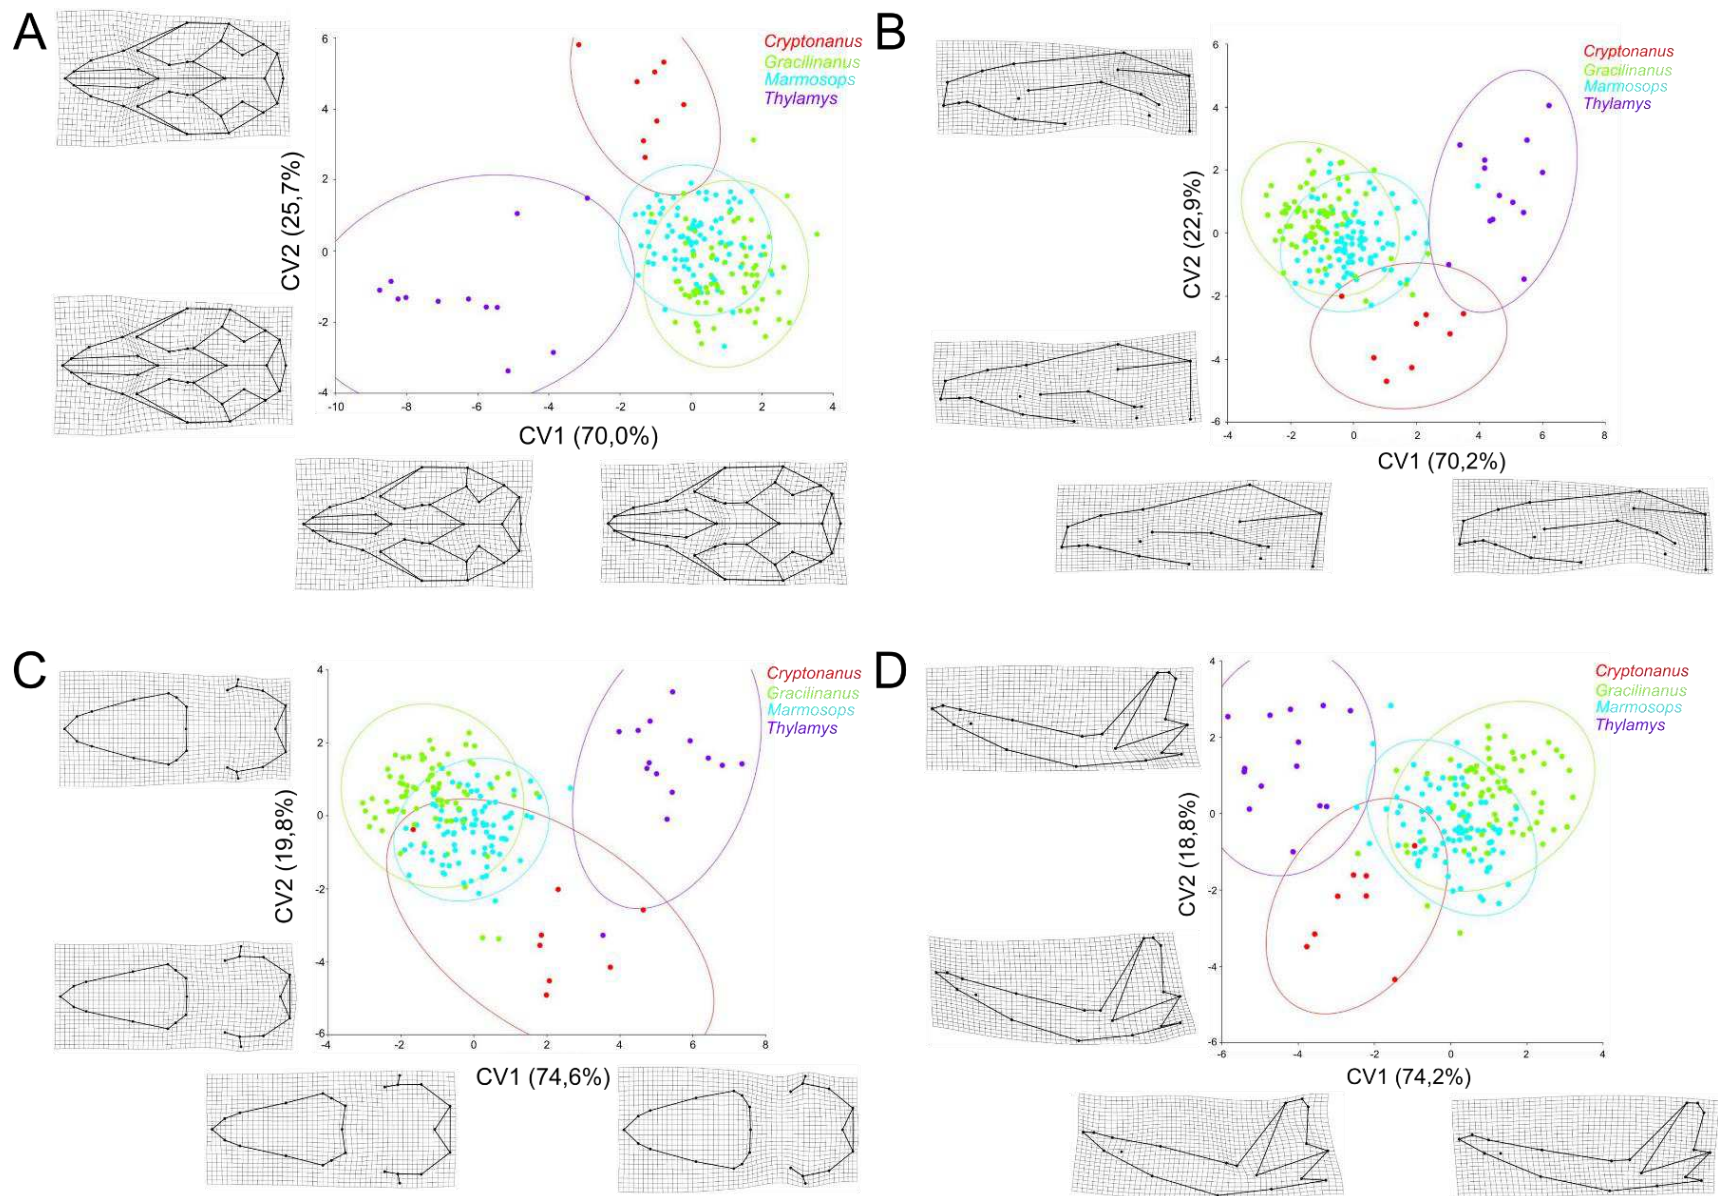 A
Cryptonanus
Gracilinanus
Marmosops
Thylamys
CV2 (25,7%)
6
4
2
0
-2
-4
-10
-8
-6
-4
-2
0
2
4
CV1 (70,0%)
B
Cryptonanus
Gracilinanus
Marmosops
Thylamys
CV2 (22,9%)
6
4
2
0
-2
-4
-6
-4
-2
0
2
4
6
8
CV1 (70,2%)
C
Cryptonanus
Gracilinanus
Marmosops
Thylamys
CV2 (19,8%)
4
2
0
-2
-4
-6
-4
-2
0
2
4
6
8
CV1 (74,6%)
D
Cryptonanus
Gracilinanus
Marmosops
Thylamys
CV2 (18,8%)
4
2
0
-2
-4
-6
-6
-4
-2
0
2
4
CV1 (74,2%)